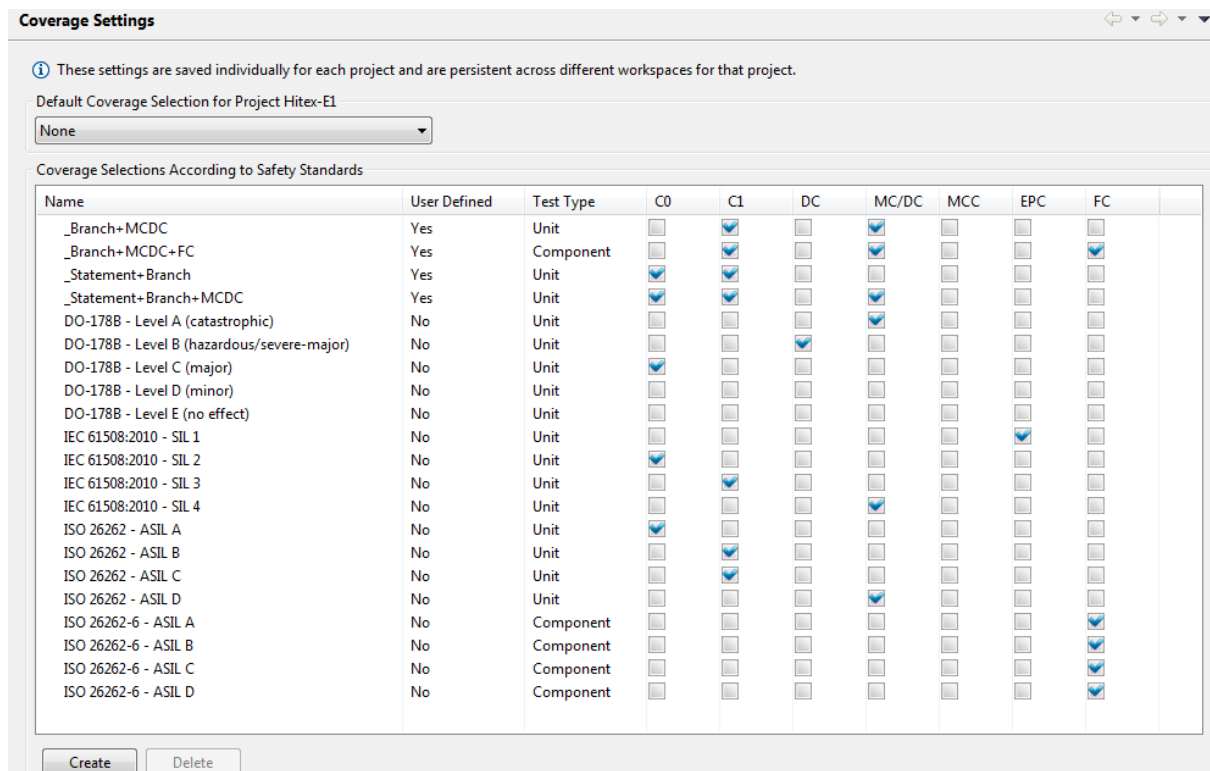 Coverage Settings
These settings are saved individually for each project and are persistent across different workspaces for that project.
Default Coverage Selection for Project Hitex-E1
None
Coverage Selections According to Safety Standards
Name User Defined Test Type C0 C1 DC MC/DC MCC EPC FC
_Branch+MCDC Yes Unit
_Branch+MCDC+FC Yes Component
_Statement+Branch Yes Unit
_Statement+Branch+MCDC Yes Unit
DO-178B - Level A (catastrophic) No Unit
DO-178B - Level B (hazardous/severe-major) No Unit
DO-178B - Level C (major) No Unit
DO-178B - Level D (minor) No Unit
DO-178B - Level E (no effect) No Unit
IEC 61508:2010 - SIL 1 No Unit
IEC 61508:2010 - SIL 2 No Unit
IEC 61508:2010 - SIL 3 No Unit
IEC 61508:2010 - SIL 4 No Unit
ISO 26262 - ASIL A No Unit
ISO 26262 - ASIL B No Unit
ISO 26262 - ASIL C No Unit
ISO 26262 - ASIL D No Unit
ISO 26262-6 - ASIL A No Component
ISO 26262-6 - ASIL B No Component
ISO 26262-6 - ASIL C No Component
ISO 26262-6 - ASIL D No Component
Create Delete